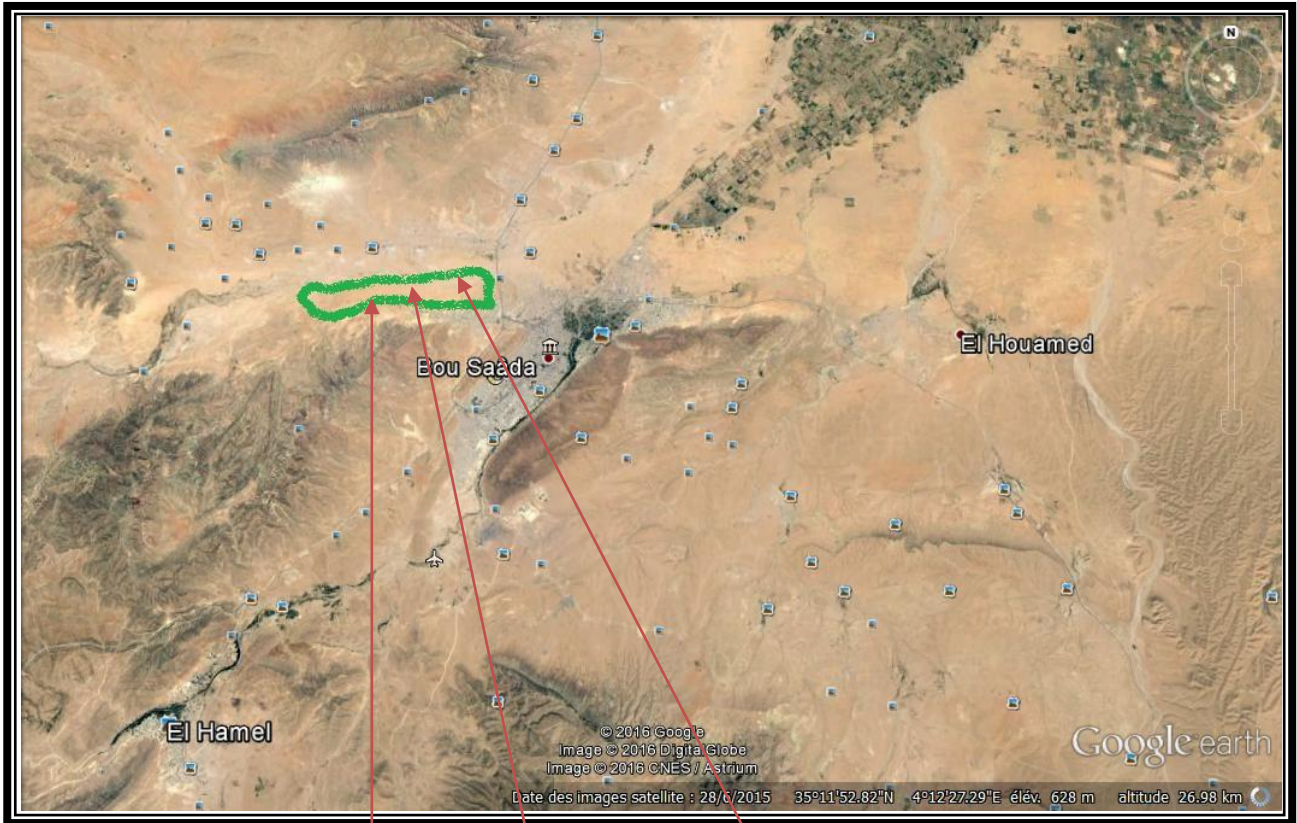 N
El Houamed
Bou Saâda
El Hamel
© 2016 Google
Image © 2016 DigitalGlobe
Image © 2016 CNES / Astrium
Google earth
Date des images satellite : 28/6/2015 35°11'52.82"N 4°12'27.29"E élév. 628 m altitude 26.98 km